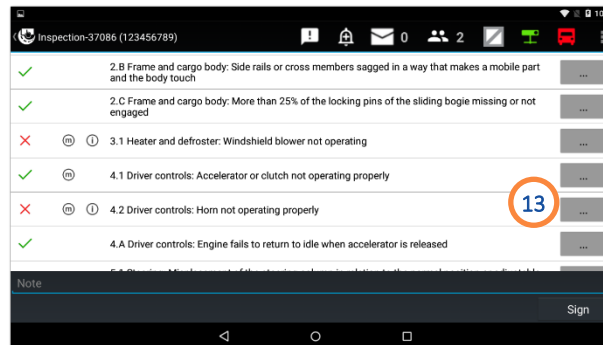 10
Inspection-37086 (123456789)
0
2
2.B Frame and cargo body: Side rails or cross members sagged in a way that makes a mobile part
and the body touch
...
2.C Frame and cargo body: More than 25% of the locking pins of the sliding bogie missing or not
engaged
...
m i 3.1 Heater and defroster: Windshield blower not operating
...
m 4.1 Driver controls: Accelerator or clutch not operating properly
...
m i 4.2 Driver controls: Horn not operating properly
13
...
4.A Driver controls: Engine fails to return to idle when accelerator is released
...
Note
Sign